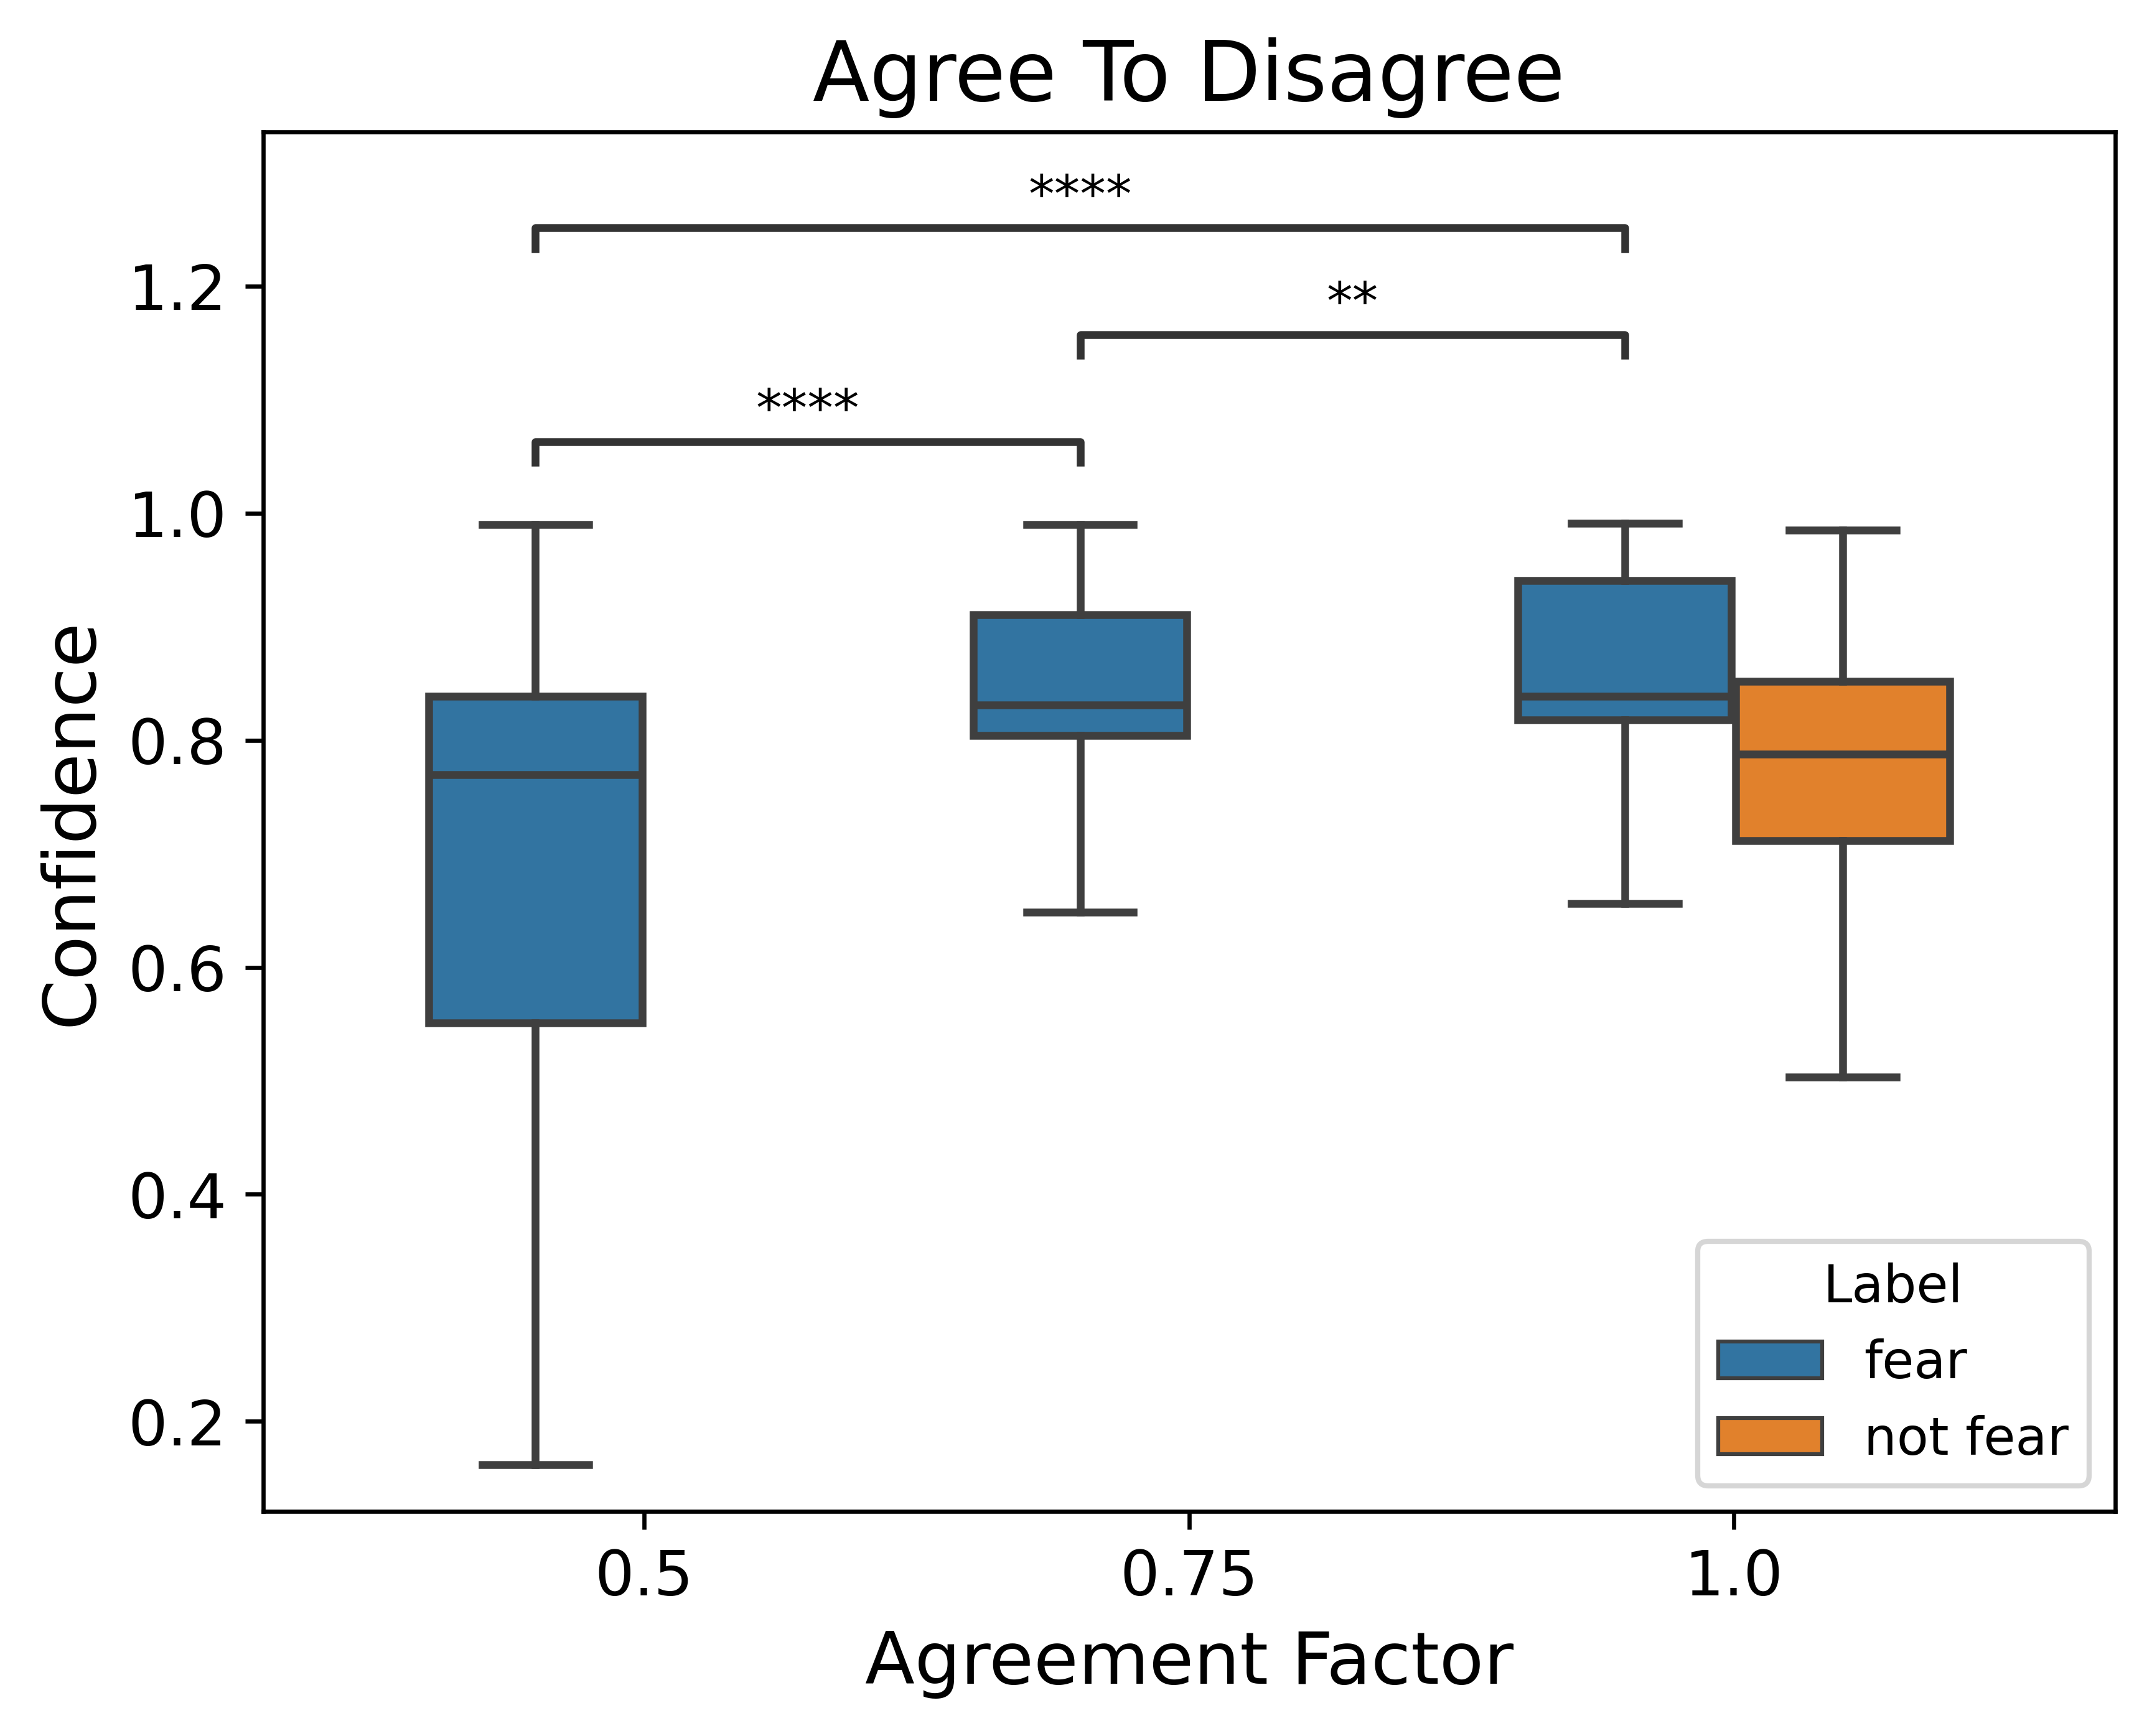 Agree To Disagree
****
**
****
1.2
1.0
0.8
0.6
0.4
0.2
Confidence
0.5 0.75 1.0
Agreement Factor
Label
fear
not fear